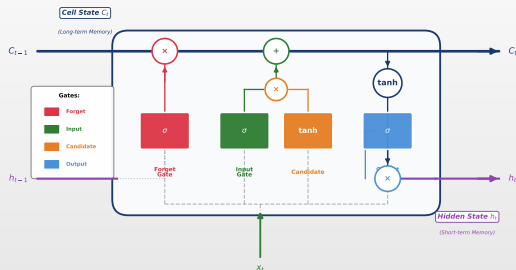 Cell State Cₜ
(Long-term Memory)
Cₜ₋₁
×
+
Cₜ
×
tanh
Gates:
Forget
Input
Candidate
Output
σ
σ
tanh
σ
Forget
Gate
Input
Gate
Candidate
hₜ₋₁
×
hₜ
Hidden State hₜ
(Short-term Memory)
xₜ